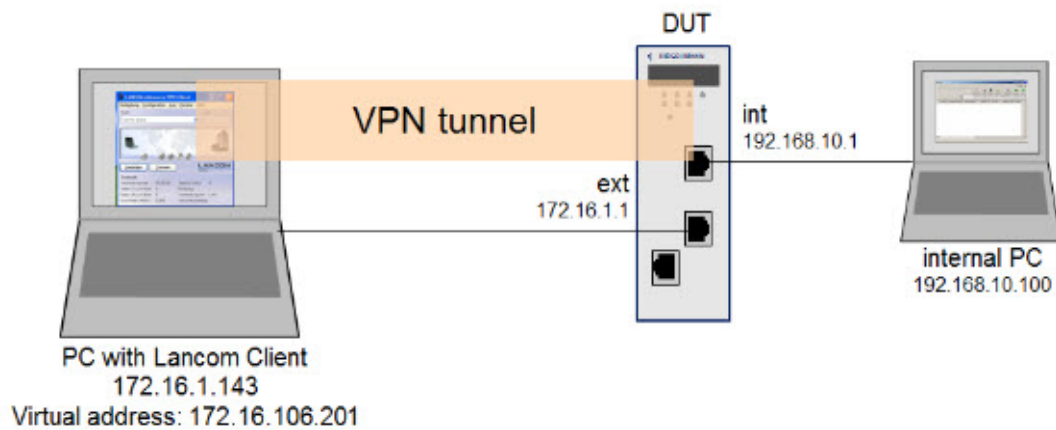 DUT
VPN tunnel
int
192.168.10.1
ext
172.16.1.1
LANCOM
internal PC
192.168.10.100
PC with Lancom Client
172.16.1.143
Virtual address: 172.16.106.201